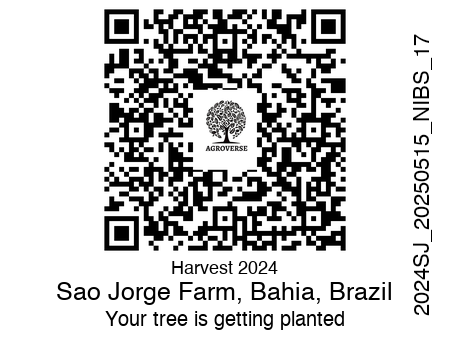 AGROVERSE
Harvest 2024
Sao Jorge Farm, Bahia, Brazil
Your tree is getting planted
2024SJ_20250515_NIBS_17